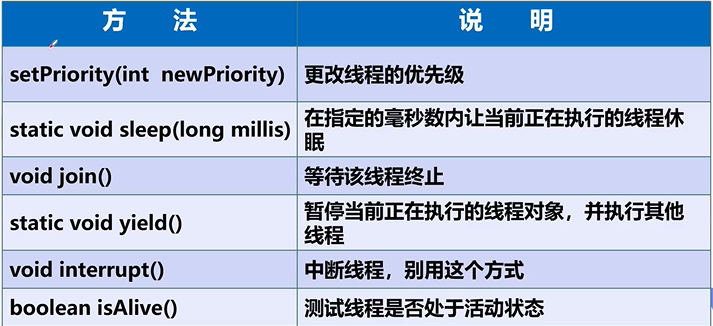 方 法 说 明
setPriority(int newPriority) 更改线程的优先级
static void sleep(long millis) 在指定的毫秒数内让当前正在执行的线程休
眠
void join() 等待该线程终止
static void yield() 暂停当前正在执行的线程对象，并执行其他
线程
void interrupt() 中断线程，别用这个方式
boolean isAlive() 测试线程是否处于活动状态